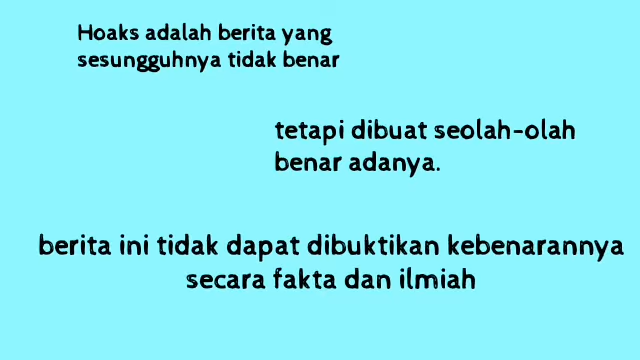 Hoaks adalah berita yang
sesungguhnya tidak benar
tetapi dibuat seolah-olah
benar adanya.
berita ini tidak dapat dibuktikan kebenarannya
secara fakta dan ilmiah